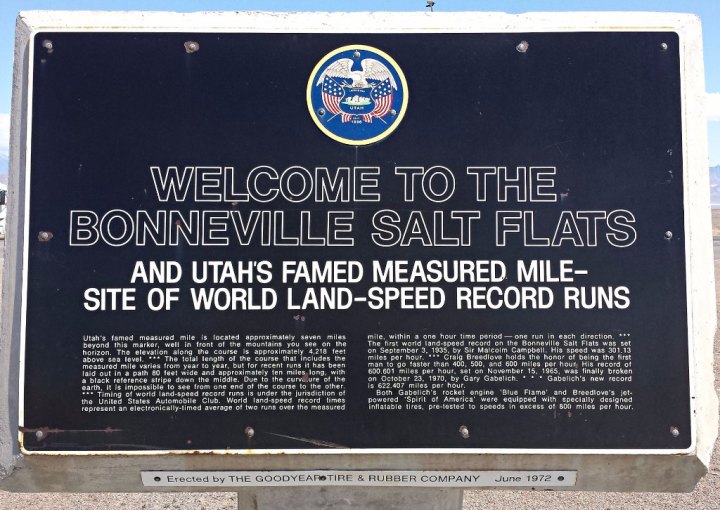 UTAH
1896
WELCOME TO THE
BONNEVILLE SALT FLATS
AND UTAH'S FAMED MEASURED MILE-
SITE OF WORLD LAND-SPEED RECORD RUNS
Utah's famed measured mile is located approximately seven miles
beyond this marker, well in front of the mountains you see on the
horizon. The elevation along the course is approximately 4,218 feet
above sea level. *** The total length of the course that includes the
measured mile varies from year to year, but for recent runs it has been
laid out in a path 80 feet wide and approximately ten miles long, with
a black reference stripe down the middle. Due to the curvature of the
earth, it is impossible to see from one end of the course to the other.
*** Timing of world land-speed record runs is under the jurisdiction of
the United States Automobile Club. World land-speed record times
represent an electronically-timed average of two runs over the measured
mile, within a one hour time period—one run in each direction. ***
The first world land-speed record on the Bonneville Salt Flats was set
on September 3, 1935, by Sir Malcolm Campbell. His speed was 301.13
miles per hour. *** Craig Breedlove holds the honor of being the first
man to go faster than 400, 500, and 600 miles per hour. His record of
600.601 miles per hour, set on November 15, 1965, was finally broken
on October 23, 1970, by Gary Gabelich. * * * Gabelich's new record
is 622.407 miles per hour.
Both Gabelich's rocket engine 'Blue Flame' and Breedlove's jet-
powered 'Spirit of America' were equipped with specially designed
inflatable tires, pre-tested to speeds in excess of 800 miles per hour.
Erected by THE GOODYEAR TIRE & RUBBER COMPANY June 1972